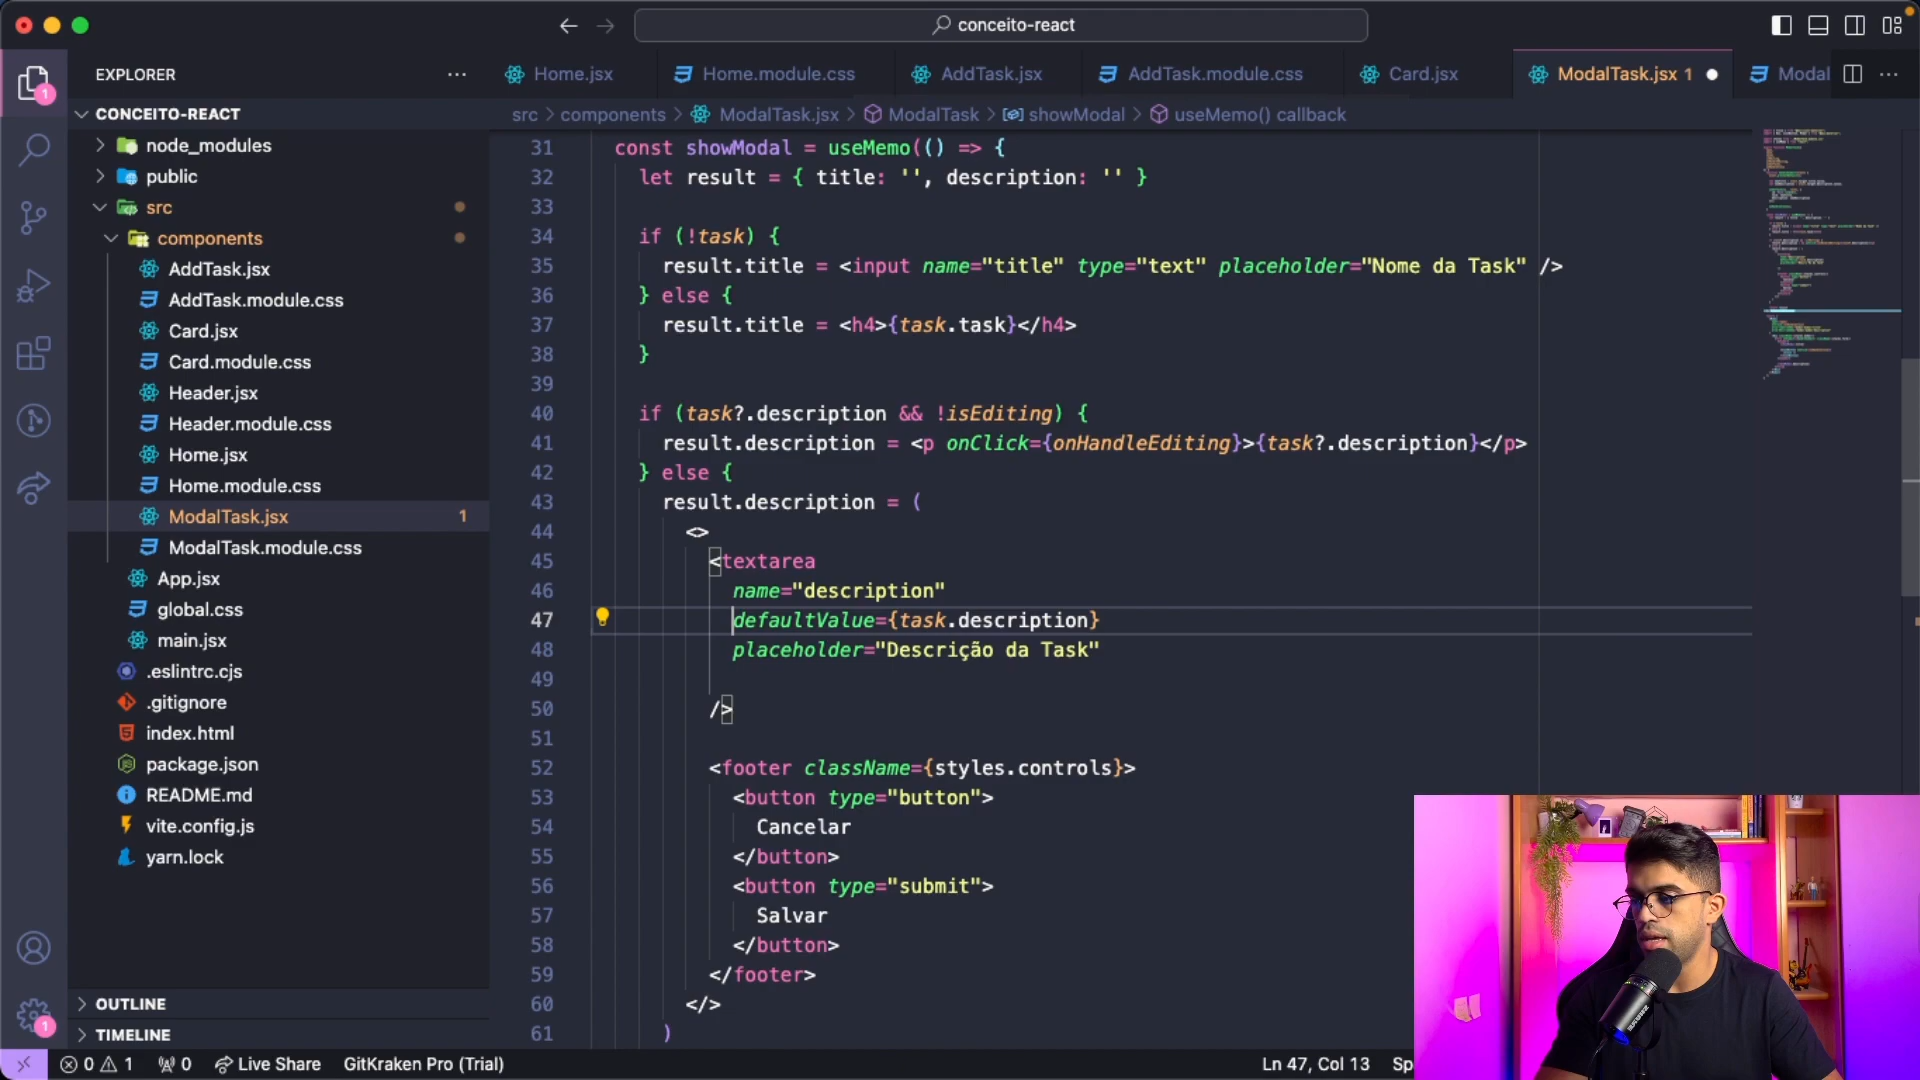 conceito-react
EXPLORER
Home.jsx
Home.module.css
AddTask.jsx
AddTask.module.css
Card.jsx
ModalTask.jsx 1
Modal
CONCEITO-REACT
src > components > ModalTask.jsx > ModalTask > showModal > useMemo() callback
node_modules
public
src
components
AddTask.jsx
AddTask.module.css
Card.jsx
Card.module.css
Header.jsx
Header.module.css
Home.jsx
Home.module.css
ModalTask.jsx 1
ModalTask.module.css
App.jsx
global.css
main.jsx
.eslintrc.cjs
.gitignore
index.html
package.json
README.md
vite.config.js
yarn.lock
OUTLINE
TIMELINE
1
1
31 const showModal = useMemo(() => {
32 let result = { title: '', description: '' }
33
34 if (!task) {
35 result.title = <input name="title" type="text" placeholder="Nome da Task" />
36 } else {
37 result.title = <h4>{task.task}</h4>
38 }
39
40 if (task?.description && !isEditing) {
41 result.description = <p onClick={onHandleEditing}>{task?.description}</p>
42 } else {
43 result.description = (
44 <>
45 <textarea
46 name="description"
47 defaultValue={task.description}
48 placeholder="Descrição da Task"
49
50 />
51
52 <footer className={styles.controls}>
53 <button type="button">
54 Cancelar
55 </button>
56 <button type="submit">
57 Salvar
58 </button>
59 </footer>
60 </>
61 )
0 1 0 Live Share GitKraken Pro (Trial) Ln 47, Col 13 Sp